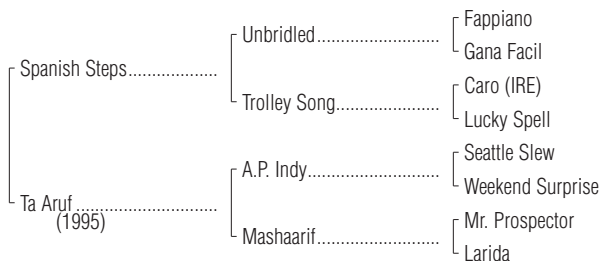 Fappiano
Unbridled..............................
Gana Facil
Spanish Steps......................
Caro (IRE)
Trolley Song.........................
Lucky Spell
Seattle Slew
A.P. Indy.................................
Weekend Surprise
Ta Aruf ...................................
(1995)
Mr. Prospector
Mashaarif..............................
Larida